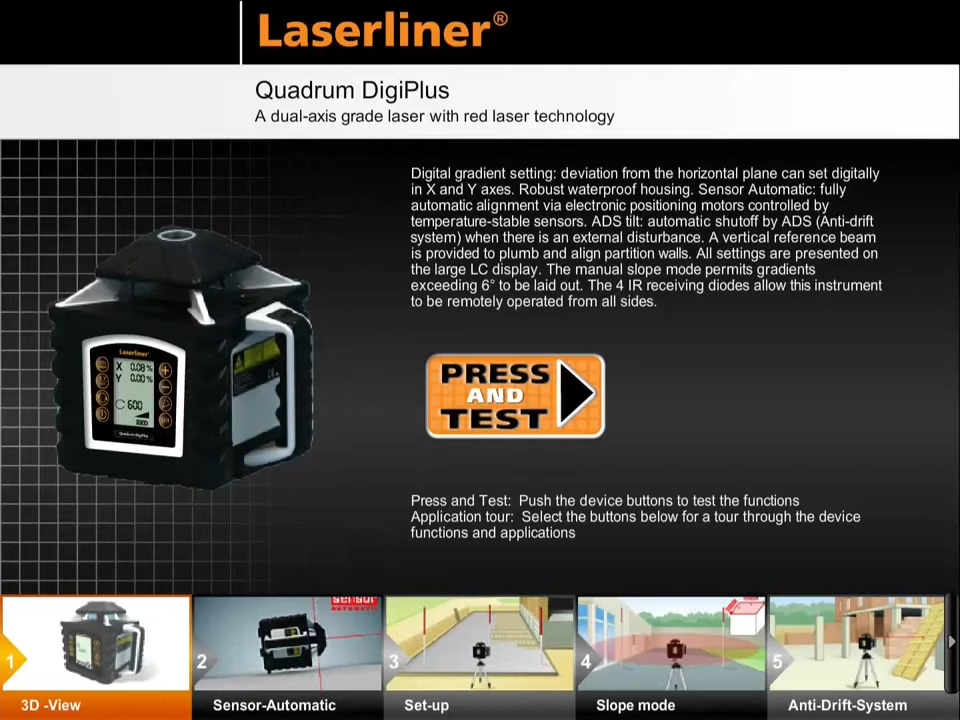 Laserliner®
Quadrum DigiPlus
A dual-axis grade laser with red laser technology
Digital gradient setting: deviation from the horizontal plane can set digitally
in X and Y axes. Robust waterproof housing. Sensor Automatic: fully
automatic alignment via electronic positioning motors controlled by
temperature-stable sensors. ADS tilt: automatic shutoff by ADS (Anti-drift
system) when there is an external disturbance. A vertical reference beam
is provided to plumb and align partition walls. All settings are presented on
the large LC display. The manual slope mode permits gradients
exceeding 6° to be laid out. The 4 IR receiving diodes allow this instrument
to be remotely operated from all sides.
Laserliner
X 0.08 %
Y 0.00 %
600
Quadrum DigiPlus
PRESS
AND
TEST
Press and Test: Push the device buttons to test the functions
Application tour: Select the buttons below for a tour through the device
functions and applications
sensor
AUTOMATIC
1
2
3
4
5
3D -View
Sensor-Automatic
Set-up
Slope mode
Anti-Drift-System